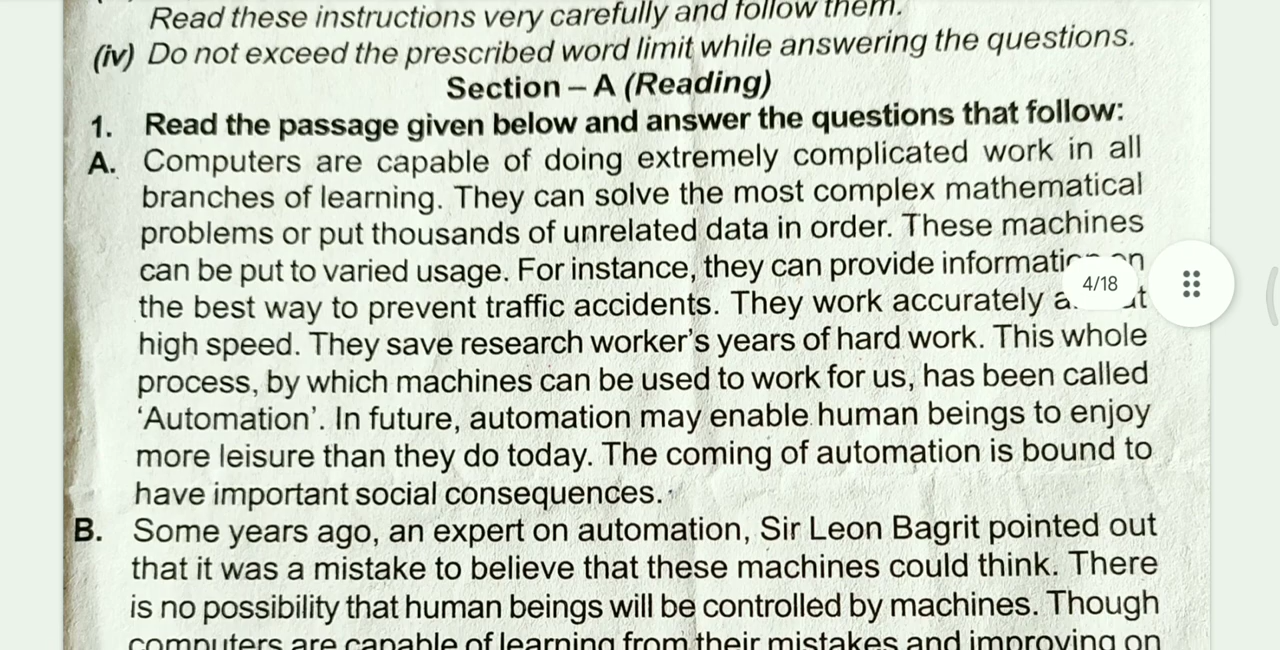 Read these instructions very carefully and follow them.
(iv) Do not exceed the prescribed word limit while answering the questions.
Section – A (Reading)
1. Read the passage given below and answer the questions that follow:
A. Computers are capable of doing extremely complicated work in all
branches of learning. They can solve the most complex mathematical
problems or put thousands of unrelated data in order. These machines
can be put to varied usage. For instance, they can provide information on
the best way to prevent traffic accidents. They work accurately
high speed. They save research worker's years of hard work. This whole
process, by which machines can be used to work for us, has been called
'Automation'. In future, automation may enable human beings to enjoy
more leisure than they do today. The coming of automation is bound to
have important social consequences.
B. Some years ago, an expert on automation, Sir Leon Bagrit pointed out
that it was a mistake to believe that these machines could think. There
is no possibility that human beings will be controlled by machines. Though
computers are capable of learning from their mistakes and improving on
4/18